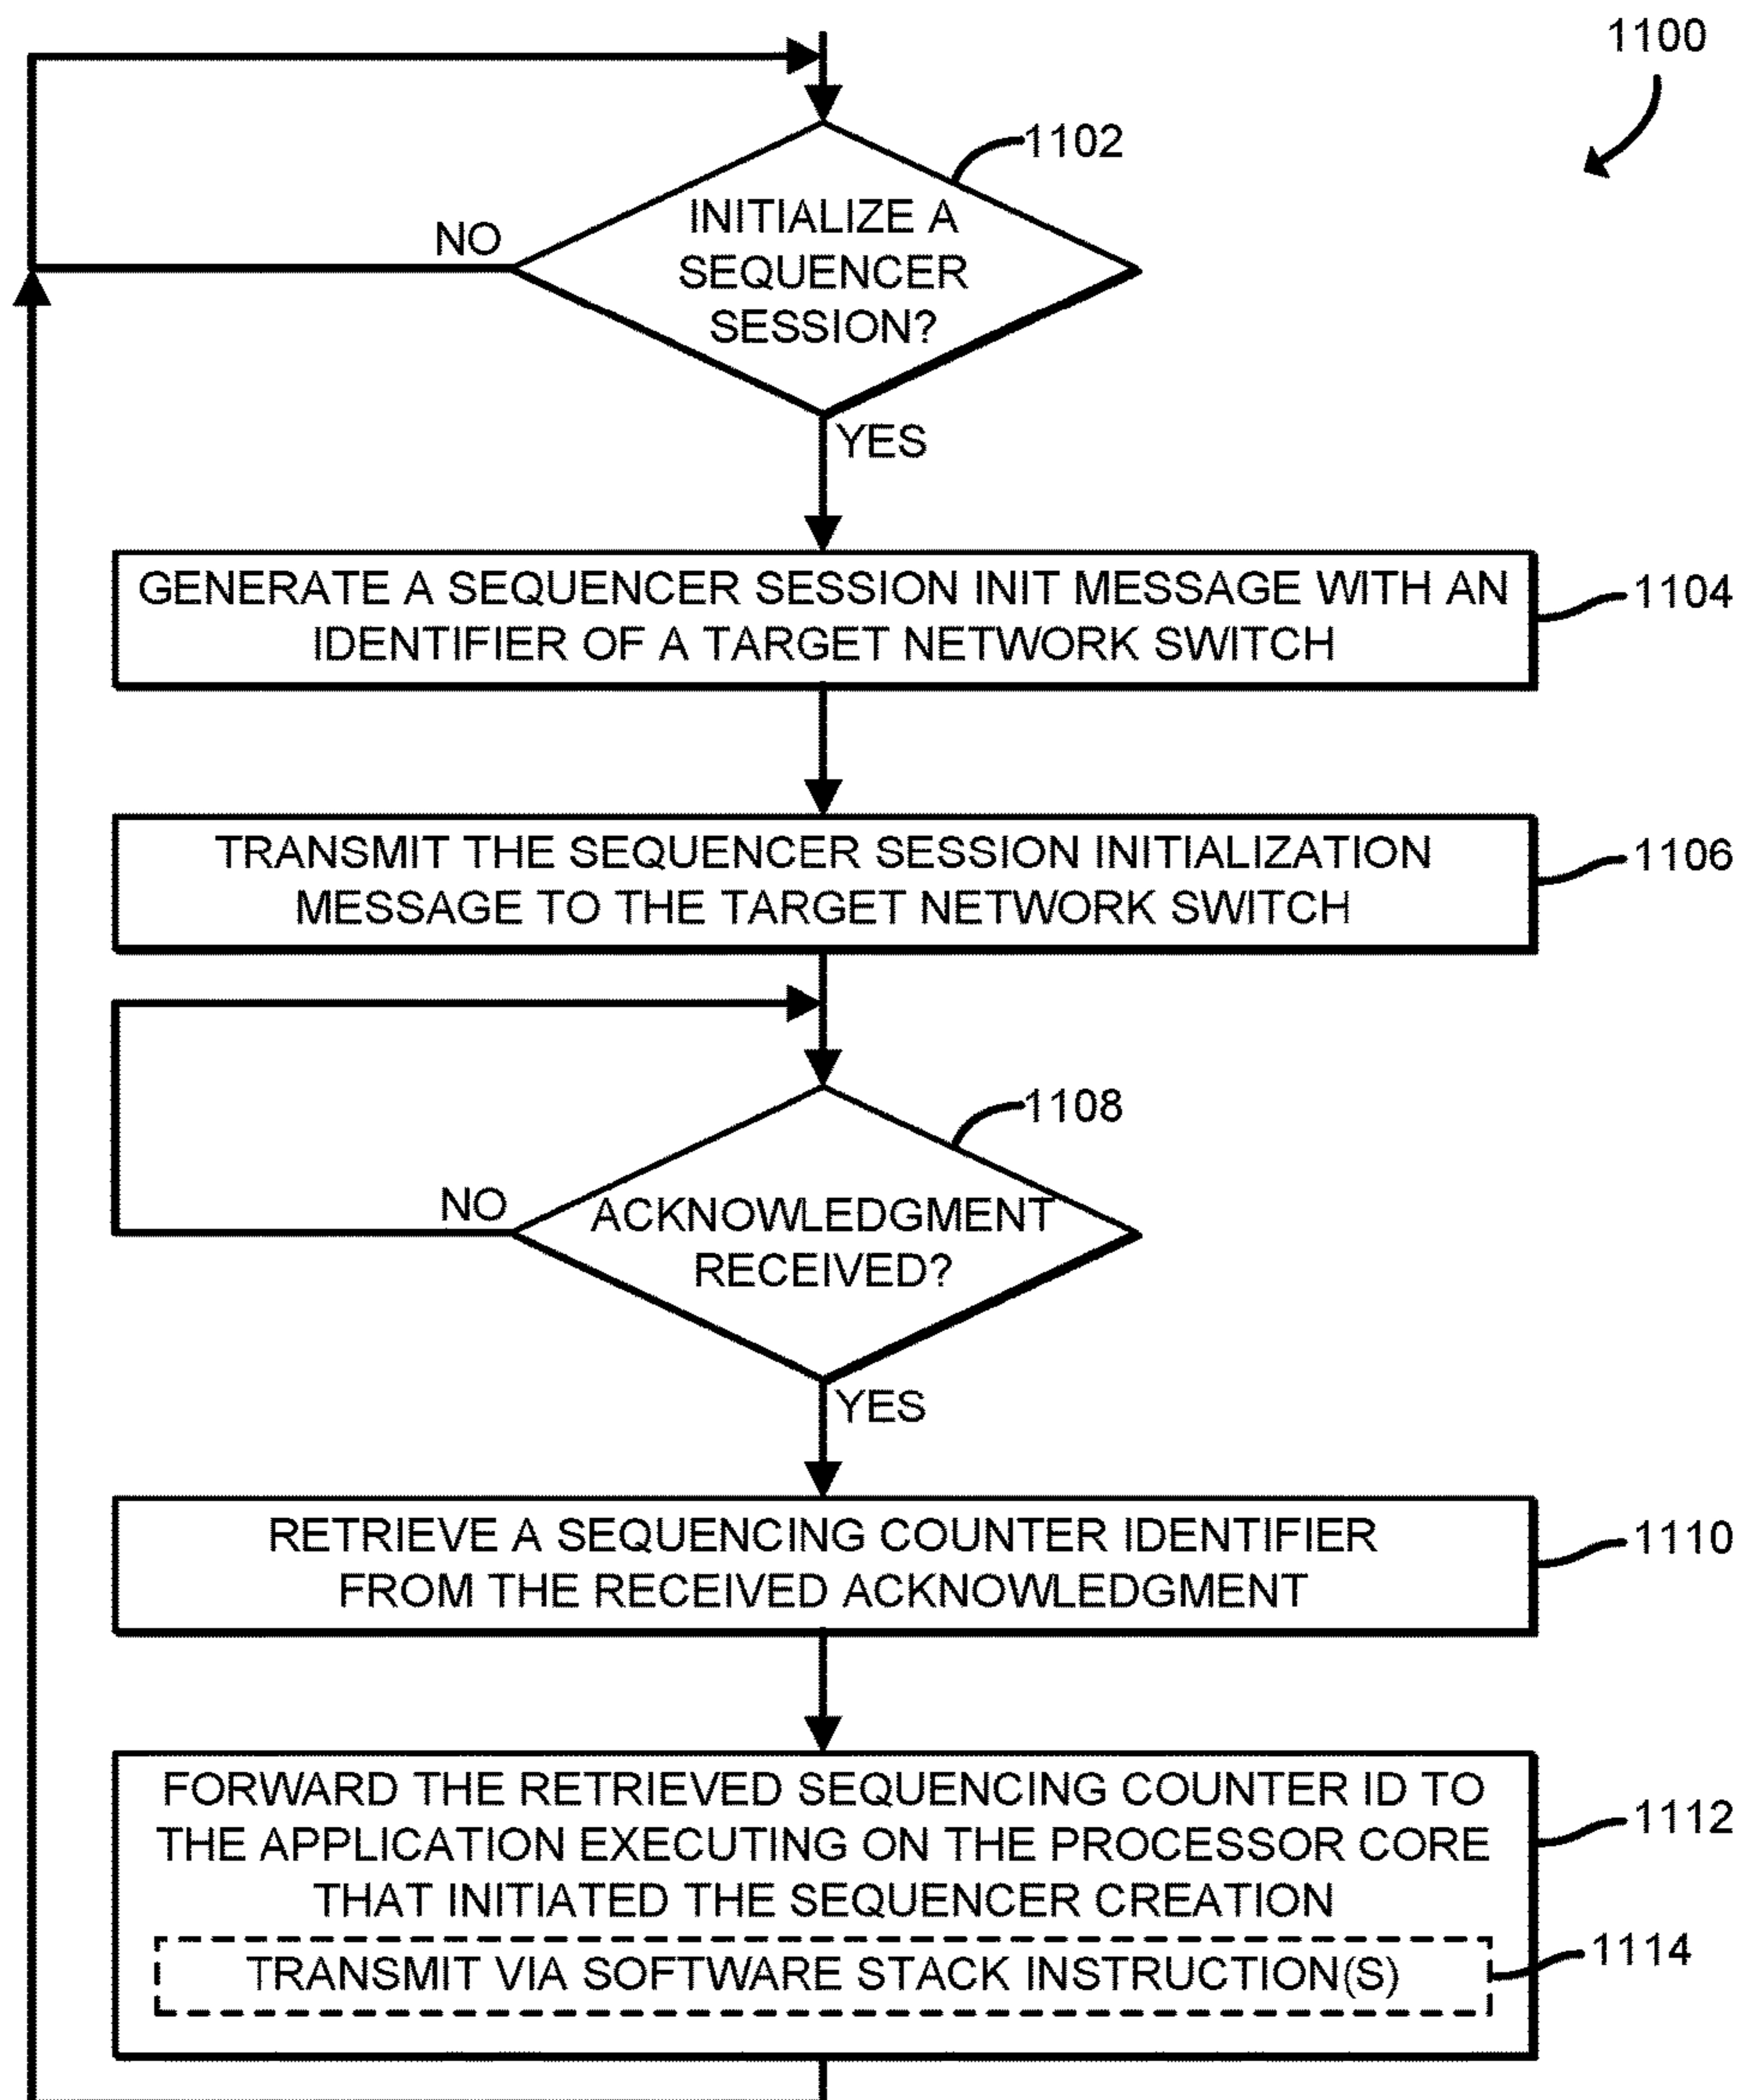 1100
1102
INITIALIZE A
SEQUENCER
SESSION?
NO
YES
GENERATE A SEQUENCER SESSION INIT MESSAGE WITH AN
IDENTIFIER OF A TARGET NETWORK SWITCH
1104
TRANSMIT THE SEQUENCER SESSION INITIALIZATION
MESSAGE TO THE TARGET NETWORK SWITCH
1106
1108
NO
ACKNOWLEDGMENT
RECEIVED?
YES
RETRIEVE A SEQUENCING COUNTER IDENTIFIER
FROM THE RECEIVED ACKNOWLEDGMENT
1110
FORWARD THE RETRIEVED SEQUENCING COUNTER ID TO
THE APPLICATION EXECUTING ON THE PROCESSOR CORE
THAT INITIATED THE SEQUENCER CREATION
1112
TRANSMIT VIA SOFTWARE STACK INSTRUCTION(S)
1114